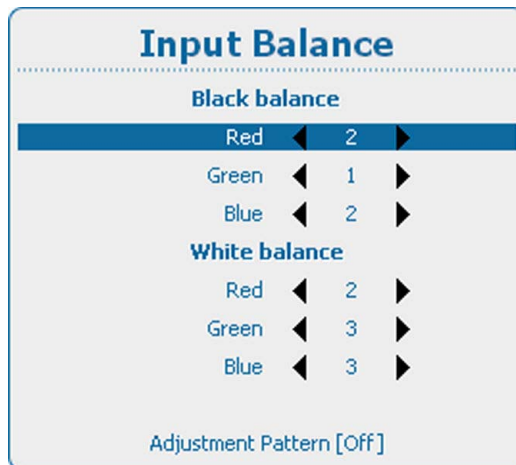 Input Balance
Black balance
Red 2
Green 1
Blue 2
White balance
Red 2
Green 3
Blue 3
Adjustment Pattern [Off]